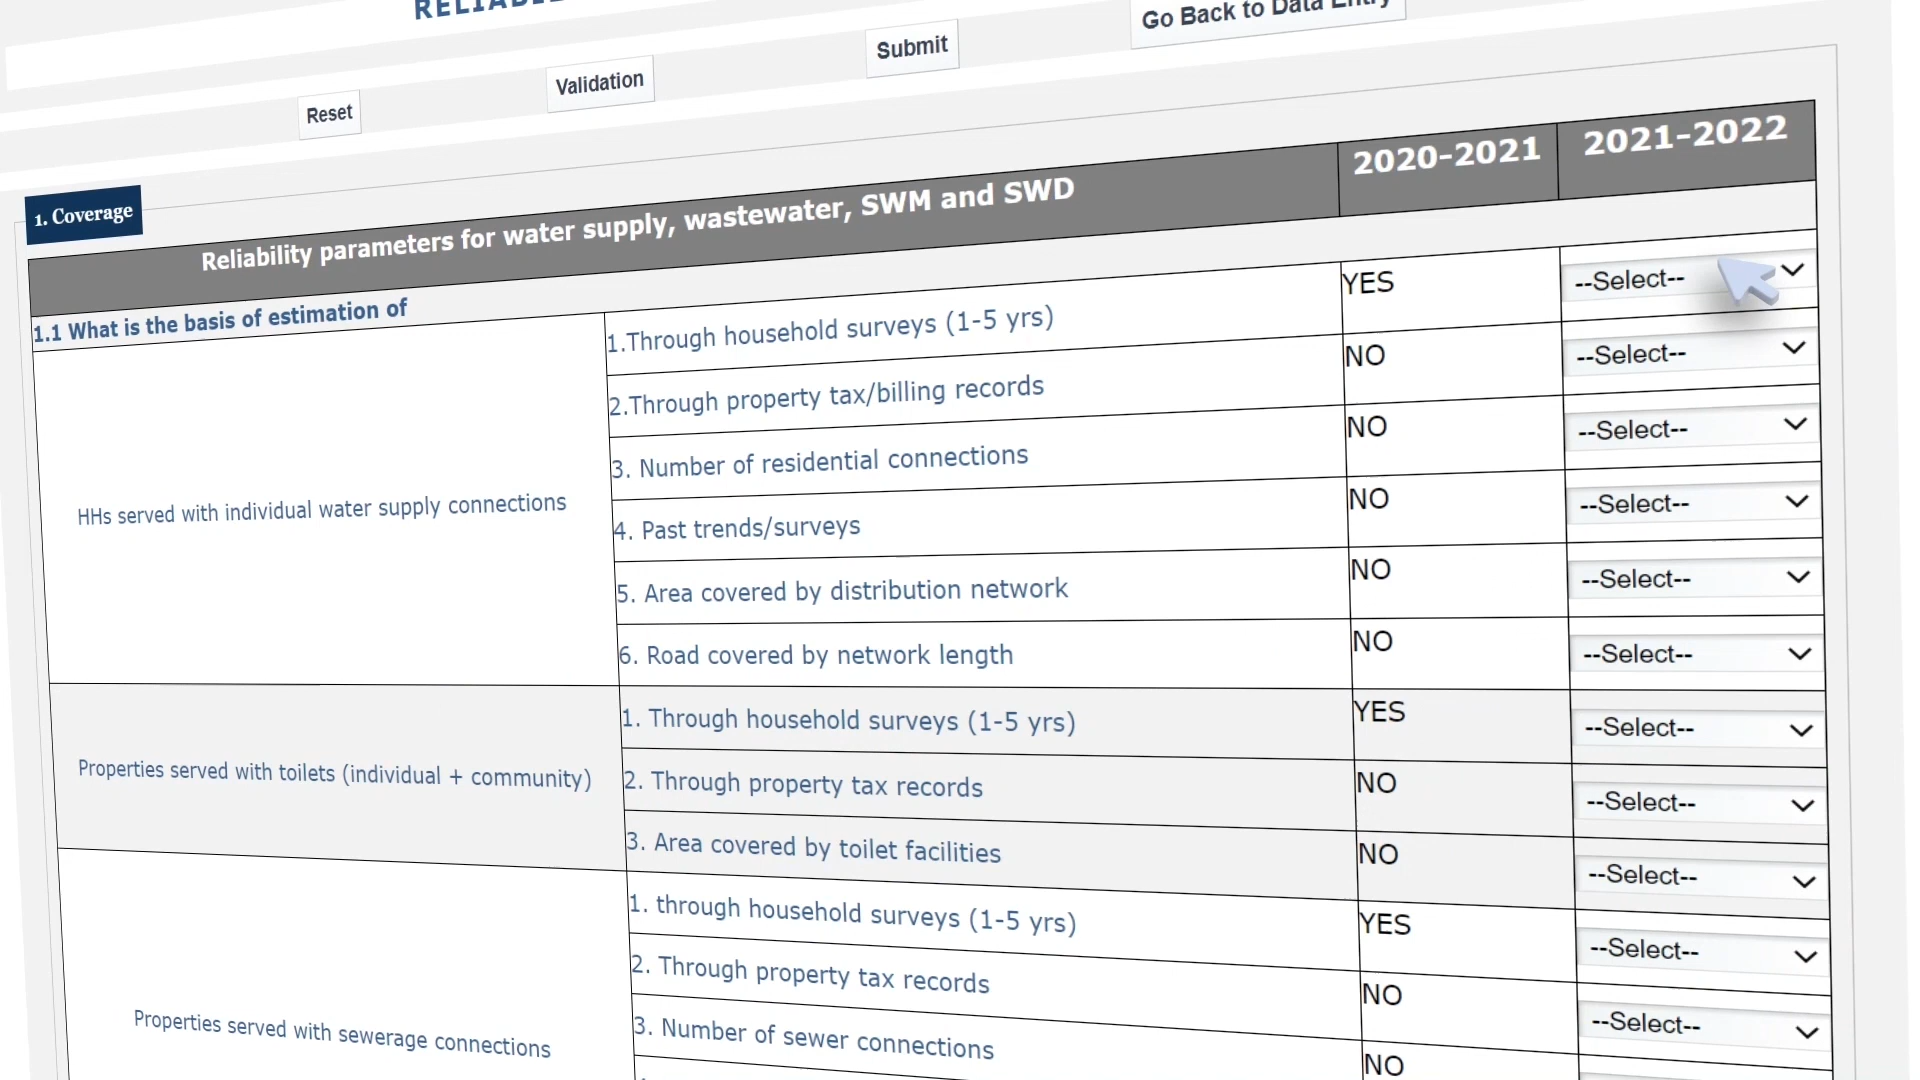 Go Back to Data Entry
Submit
Validation
Reset
1. Coverage
Reliability parameters for water supply, wastewater, SWM and SWD 2020-2021 2021-2022
1.1 What is the basis of estimation of
HHs served with individual water supply connections
1.Through household surveys (1-5 yrs) YES --Select--
2.Through property tax/billing records NO --Select--
3. Number of residential connections NO --Select--
4. Past trends/surveys NO --Select--
5. Area covered by distribution network NO --Select--
6. Road covered by network length NO --Select--
Properties served with toilets (individual + community)
1. Through household surveys (1-5 yrs) YES --Select--
2. Through property tax records NO --Select--
3. Area covered by toilet facilities NO --Select--
Properties served with sewerage connections
1. through household surveys (1-5 yrs) YES --Select--
2. Through property tax records NO --Select--
3. Number of sewer connections NO